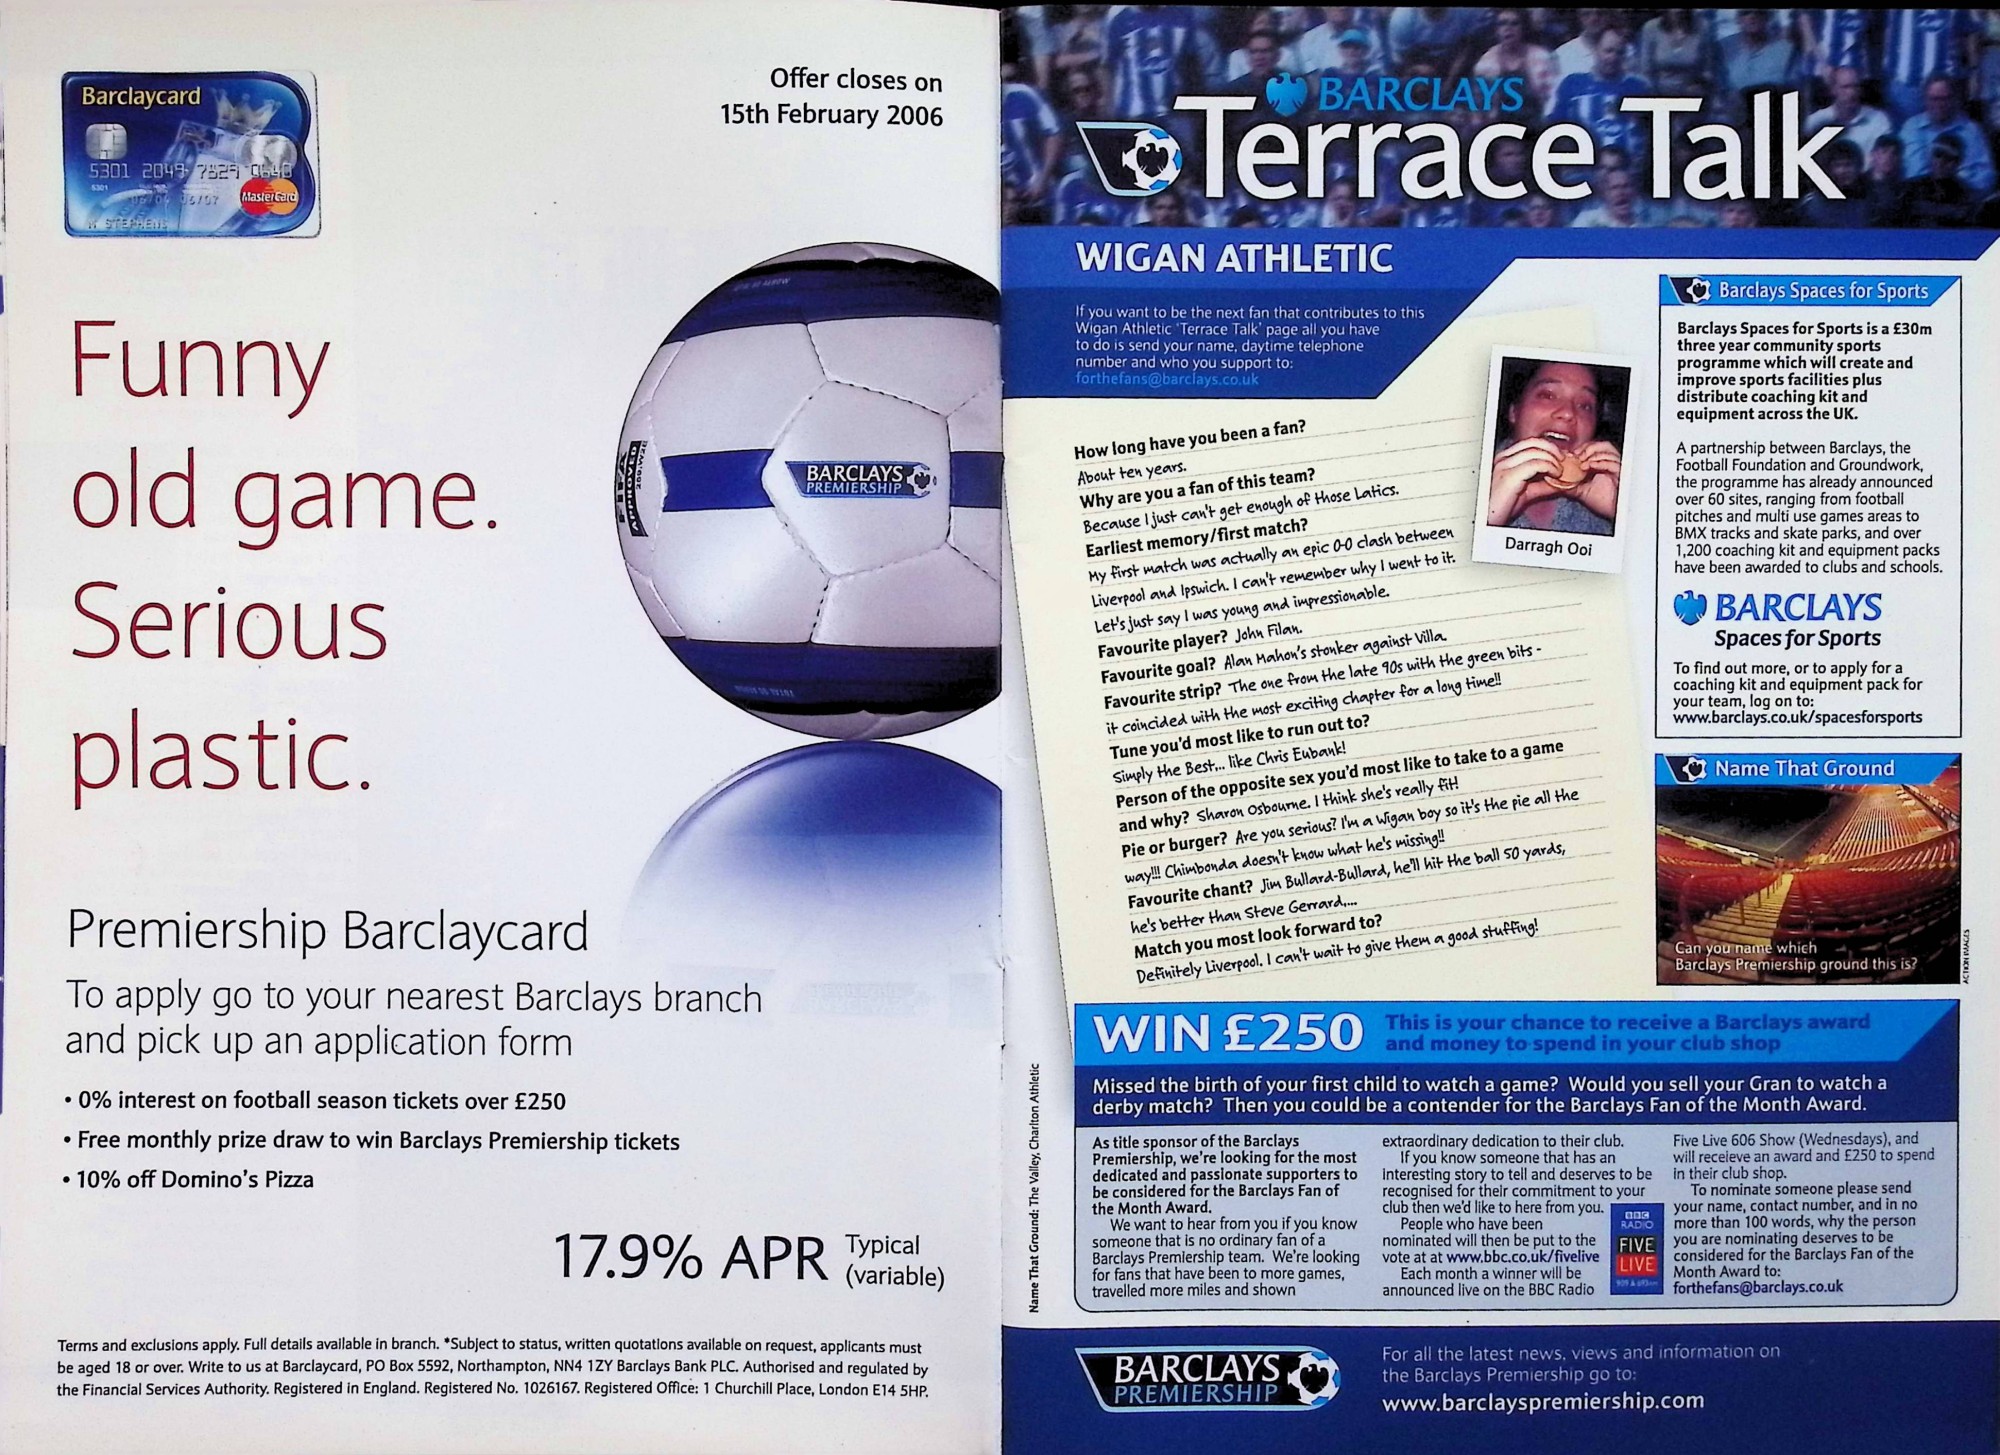 Barclaycard
5301 2049 7829 0640
5301
06/07
M STEPHENS
MasterCard
Offer closes on
15th February 2006
Funny
old game.
Serious
plastic.
FIFA
APPROVED
BARCLAYS
PREMIERSHIP
Premiership Barclaycard
To apply go to your nearest Barclays branch
and pick up an application form
• 0% interest on football season tickets over £250
• Free monthly prize draw to win Barclays Premiership tickets
• 10% off Domino's Pizza
17.9% APR Typical
(variable)
Terms and exclusions apply. Full details available in branch. *Subject to status, written quotations available on request, applicants must
be aged 18 or over. Write to us at Barclaycard, PO Box 5592, Northampton, NN4 1ZY Barclays Bank PLC. Authorised and regulated by
the Financial Services Authority. Registered in England. Registered No. 1026167. Registered Office: 1 Churchill Place, London E14 5HP.
BARCLAYS
Terrace Talk
WIGAN ATHLETIC
If you want to be the next fan that contributes to this
Wigan Athletic 'Terrace Talk' page all you have
to do is send your name, daytime telephone
number and who you support to:
forthefans@barclays.co.uk
How long have you been a fan?
About ten years.
Why are you a fan of this team?
Because I just can't get enough of those Latics.
Earliest memory/first match?
My first match was actually an epic 0-0 clash between
Liverpool and Ipswich. I can't remember why I went to it.
Let's just say I was young and impressionable.
Favourite player? John Filan.
Favourite goal? Alan Mahon's stonker against Villa.
Favourite strip? The one from the late 90s with the green bits -
it coincided with the most exciting chapter for a long time!!
Tune you'd most like to run out to?
Simply the Best... like Chris Eubank!
Person of the opposite sex you'd most like to take to a game
and why? Sharon Osbourne. I think she's really fit!
Pie or burger? Are you serious? I'm a Wigan boy so it's the pie all the
way!!! Chimbonda doesn't know what he's missing!!
Favourite chant? Jim Bullard-Bullard, he'll hit the ball 50 yards,
he's better than Steve Gerrard....
Match you most look forward to?
Definitely Liverpool. I can't wait to give them a good stuffing!
Darragh Ooi
Barclays Spaces for Sports
Barclays Spaces for Sports is a £30m
three year community sports
programme which will create and
improve sports facilities plus
distribute coaching kit and
equipment across the UK.
A partnership between Barclays, the
Football Foundation and Groundwork,
the programme has already announced
over 60 sites, ranging from football
pitches and multi use games areas to
BMX tracks and skate parks, and over
1,200 coaching kit and equipment packs
have been awarded to clubs and schools.
BARCLAYS
Spaces for Sports
To find out more, or to apply for a
coaching kit and equipment pack for
your team, log on to:
www.barclays.co.uk/spacesforsports
Name That Ground
Can you name which
Barclays Premiership ground this is?
ACTION IMAGES
WIN £250
This is your chance to receive a Barclays award
and money to spend in your club shop
Missed the birth of your first child to watch a game? Would you sell your Gran to watch a
derby match? Then you could be a contender for the Barclays Fan of the Month Award.
As title sponsor of the Barclays
Premiership, we're looking for the most
dedicated and passionate supporters to
be considered for the Barclays Fan of
the Month Award.
We want to hear from you if you know
someone that is no ordinary fan of a
Barclays Premiership team. We're looking
for fans that have been to more games,
travelled more miles and shown
extraordinary dedication to their club.
If you know someone that has an
interesting story to tell and deserves to be
recognised for their commitment to your
club then we'd like to here from you.
People who have been
nominated will then be put to the
vote at at www.bbc.co.uk/fivelive
Each month a winner will be
announced live on the BBC Radio
BBC
RADIO
FIVE
LIVE
909 & 693
Five Live 606 Show (Wednesdays), and
will receieve an award and £250 to spend
in their club shop.
To nominate someone please send
your name, contact number, and in no
more than 100 words, why the person
you are nominating deserves to be
considered for the Barclays Fan of the
Month Award to:
forthefans@barclays.co.uk
Name That Ground: The Valley, Charlton Athletic
BARCLAYS
PREMIERSHIP
For all the latest news, views and information on
the Barclays Premiership go to:
www.barclayspremiership.com